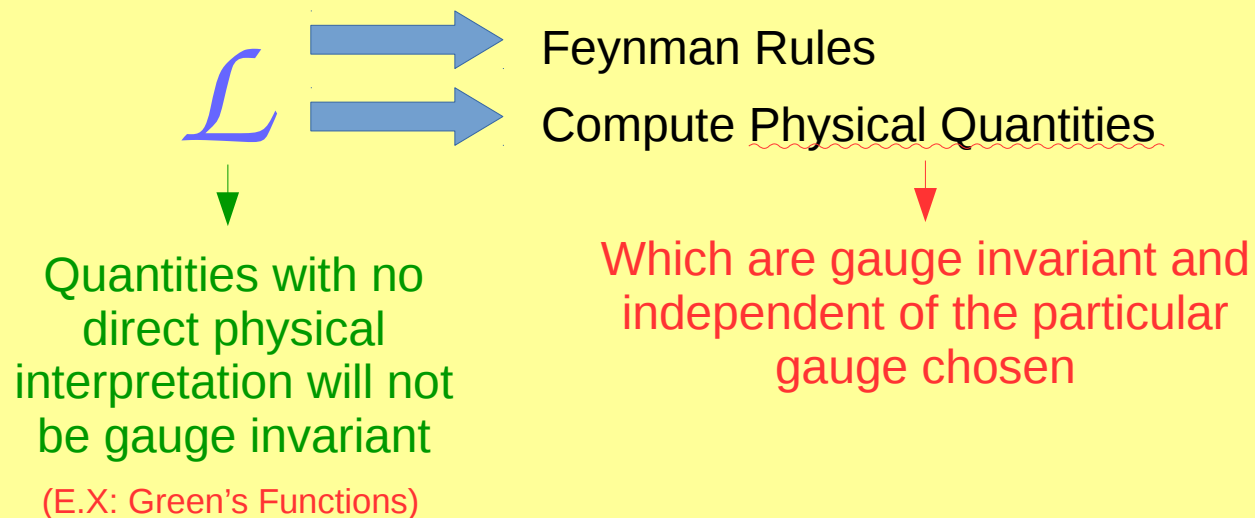 ℒ
Feynman Rules
Compute Physical Quantities
Quantities with no
direct physical
interpretation will not
be gauge invariant
(E.X: Green's Functions)
Which are gauge invariant and
independent of the particular
gauge chosen